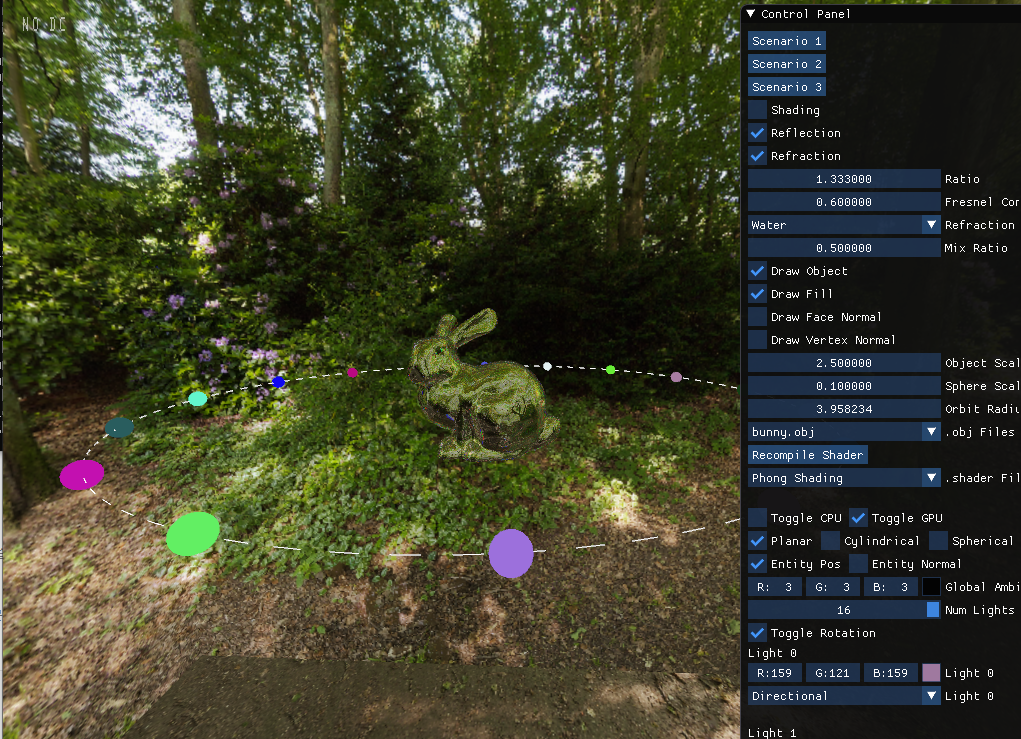 NO DC
Control Panel
Scenario 1
Scenario 2
Scenario 3
Shading
Reflection
Refraction
1.333000 Ratio
0.600000 Fresnel Cor
Water Refraction
0.500000 Mix Ratio
Draw Object
Draw Fill
Draw Face Normal
Draw Vertex Normal
2.500000 Object Scal
0.100000 Sphere Scal
3.958234 Orbit Radiu
bunny.obj .obj Files
Recompile Shader
Phong Shading .shader Fil
Toggle CPU Toggle GPU
Planar Cylindrical Spherical
Entity Pos Entity Normal
R: 3 G: 3 B: 3 Global Ambi
16 Num Lights
Toggle Rotation
Light 0
R:159 G:121 B:159 Light 0
Directional Light 0
Light 1